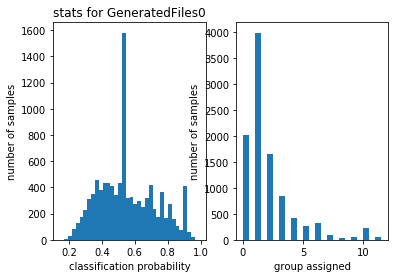 stats for GeneratedFiles0
1600
1400
1200
1000
800
600
400
200
0
number of samples
0.2 0.4 0.6 0.8 1.0
classification probability
4000
3500
3000
2500
2000
1500
1000
500
0
number of samples
0 5 10
group assigned